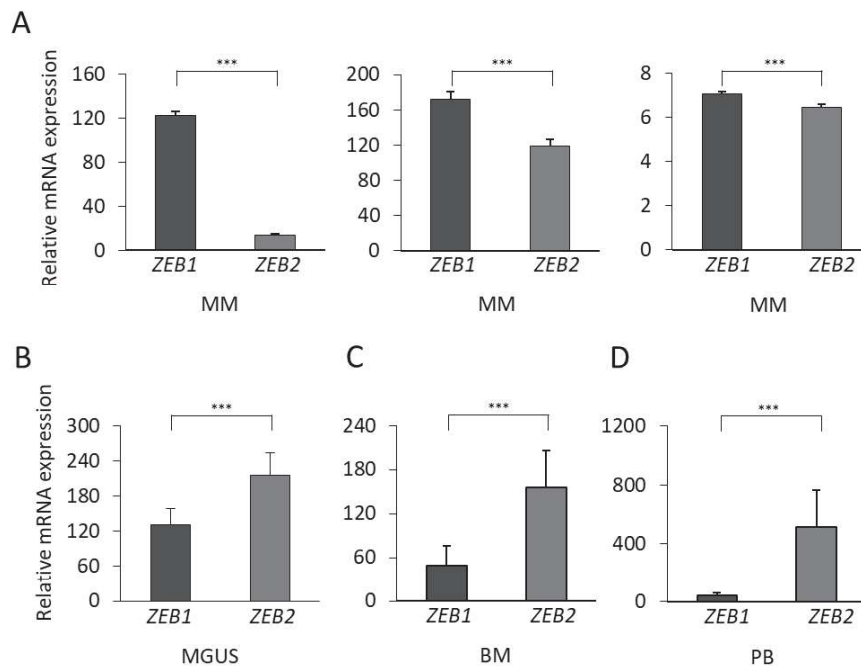 A
Relative mRNA expression
160
120
80
40
0
***
ZEB1 ZEB2
MM
200
160
120
80
40
0
***
ZEB1 ZEB2
MM
8
6
4
2
0
***
ZEB1 ZEB2
MM
B
Relative mRNA expression
300
240
180
120
60
0
***
ZEB1 ZEB2
MGUS
C
240
180
120
60
0
***
ZEB1 ZEB2
BM
D
1200
800
400
0
***
ZEB1 ZEB2
PB